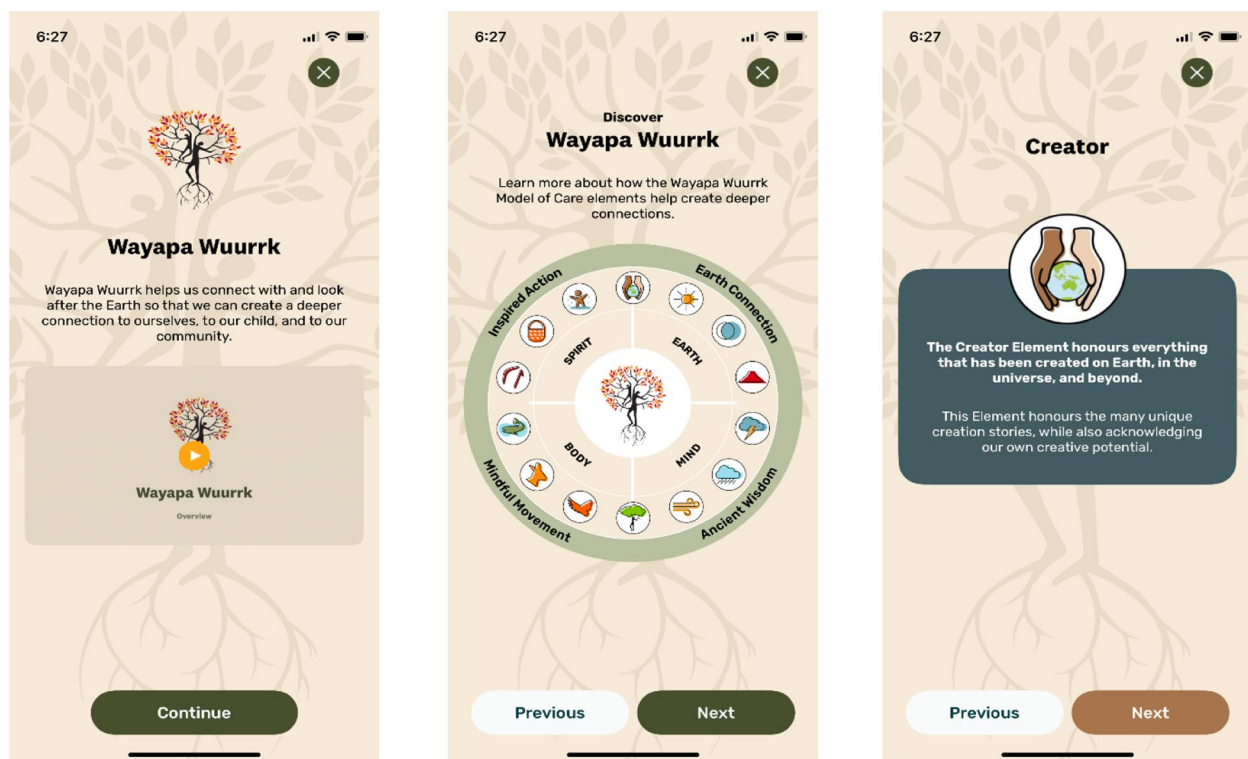 6:27
Wayapa Wuurrk
Wayapa Wuurrk helps us connect with and look
after the Earth so that we can create a deeper
connection to ourselves, to our child, and to our
community.
Wayapa Wuurrk
Overview
Continue
6:27
Discover
Wayapa Wuurrk
Learn more about how the Wayapa Wuurrk
Model of Care elements help create deeper
connections.
Inspired Action
Earth Connection
SPIRIT
EARTH
BODY
MIND
Mindful Movement
Ancient Wisdom
Previous
Next
6:27
Creator
The Creator Element honours everything
that has been created on Earth, in the
universe, and beyond.
This Element honours the many unique
creation stories, while also acknowledging
our own creative potential.
Previous
Next